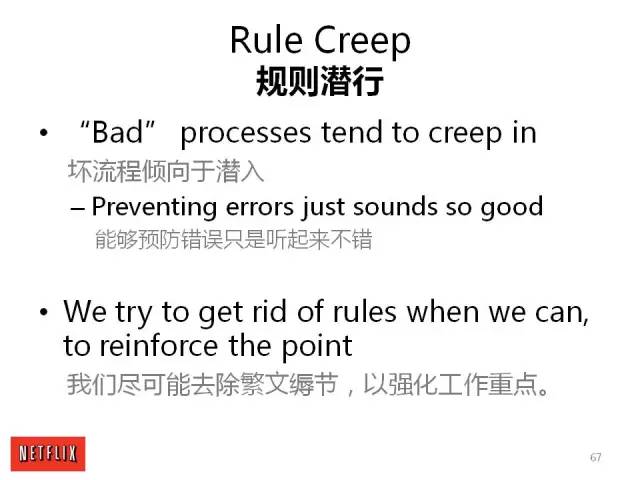 Rule Creep
规则潜行
• “Bad” processes tend to creep in
坏流程倾向于潜入
– Preventing errors just sounds so good
能够预防错误只是听起来不错
• We try to get rid of rules when we can,
to reinforce the point
我们尽可能去除繁文缛节，以强化工作重点。
NETFLIX
67